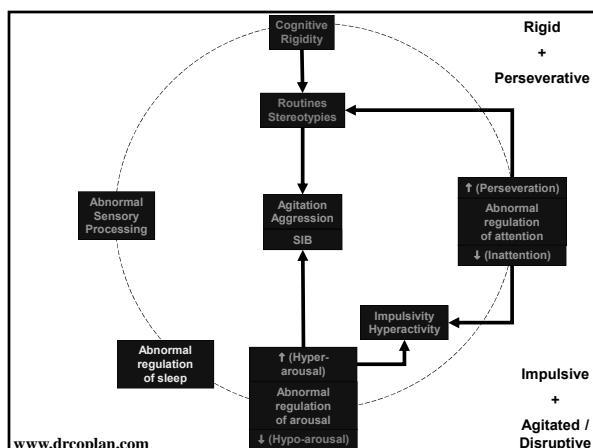 Cognitive
Rigidity
Rigid
+
Perseverative
Routines
Stereotypies
Abnormal
Sensory
Processing
Agitation
Aggression
SIB
↑ (Perseveration)
Abnormal
regulation
of attention
↓ (Inattention)
Impulsivity
Hyperactivity
Abnormal
regulation
of sleep
↑ (Hyper-
arousal)
Abnormal
regulation
of arousal
↓ (Hypo-arousal)
Impulsive
+
Agitated /
Disruptive
www.drcoplan.com